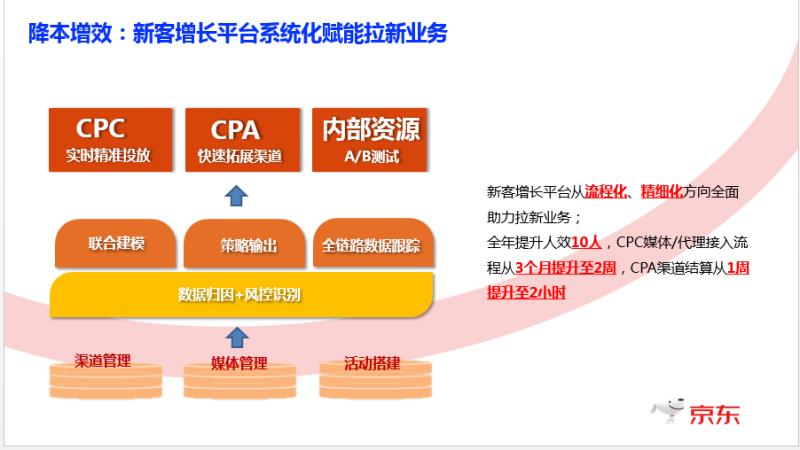 降本增效：新客增长平台系统化赋能拉新业务
CPC
实时精准投放
CPA
快速拓展渠道
内部资源
A/B测试
联合建模
策略输出
全链路数据跟踪
数据归因+风控识别
渠道管理
媒体管理
活动搭建
新客增长平台从流程化、精细化方向全面
助力拉新业务；
全年提升人效10人，CPC媒体/代理接入流
程从3个月提升至2周，CPA渠道结算从1周
提升至2小时
京东